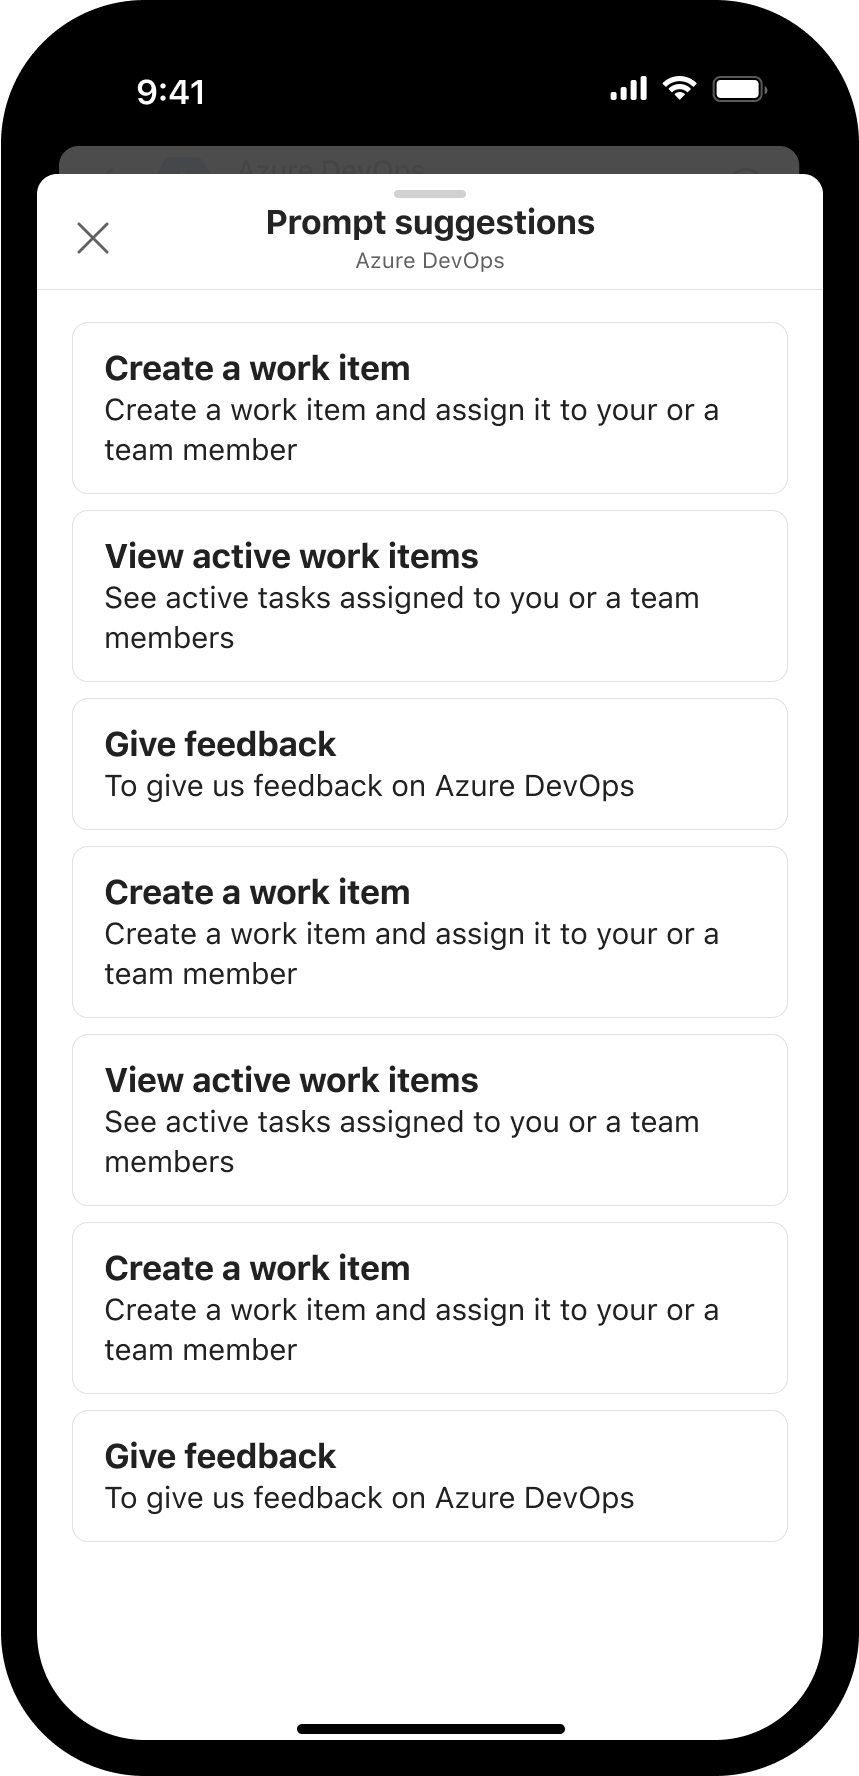 9:41
Azure DevOps
Prompt suggestions
Azure DevOps
Create a work item
Create a work item and assign it to your or a
team member
View active work items
See active tasks assigned to you or a team
members
Give feedback
To give us feedback on Azure DevOps
Create a work item
Create a work item and assign it to your or a
team member
View active work items
See active tasks assigned to you or a team
members
Create a work item
Create a work item and assign it to your or a
team member
Give feedback
To give us feedback on Azure DevOps